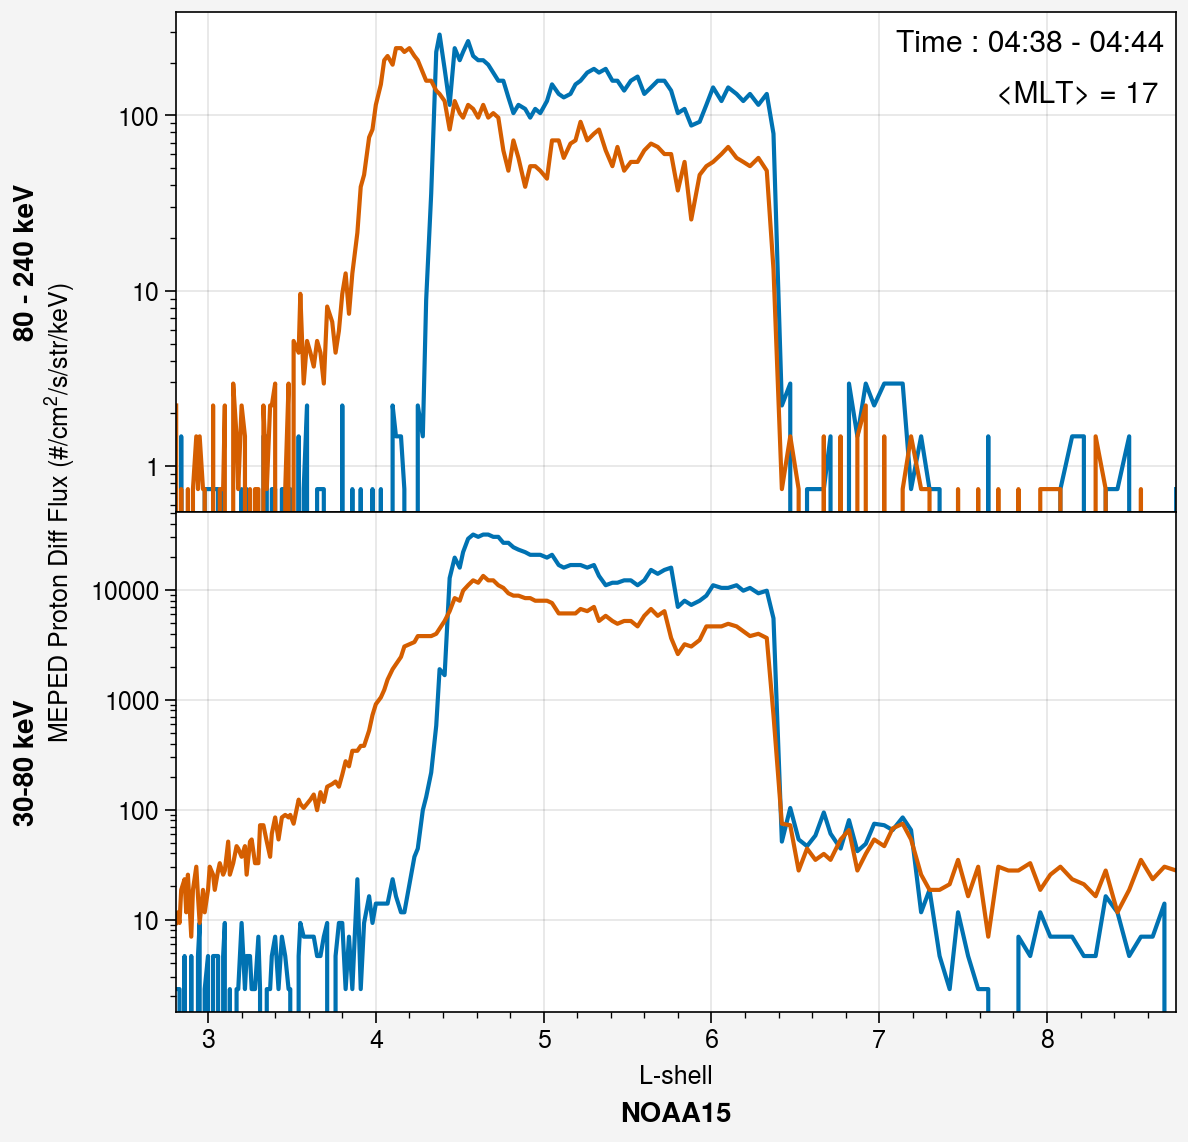 Time : 04:38 - 04:44
<MLT> = 17
80 - 240 keV
100
10
1
MEPED Proton Diff Flux (#/cm²/s/str/keV)
30-80 keV
10000
1000
100
10
3 4 5 6 7 8
L-shell
NOAA15